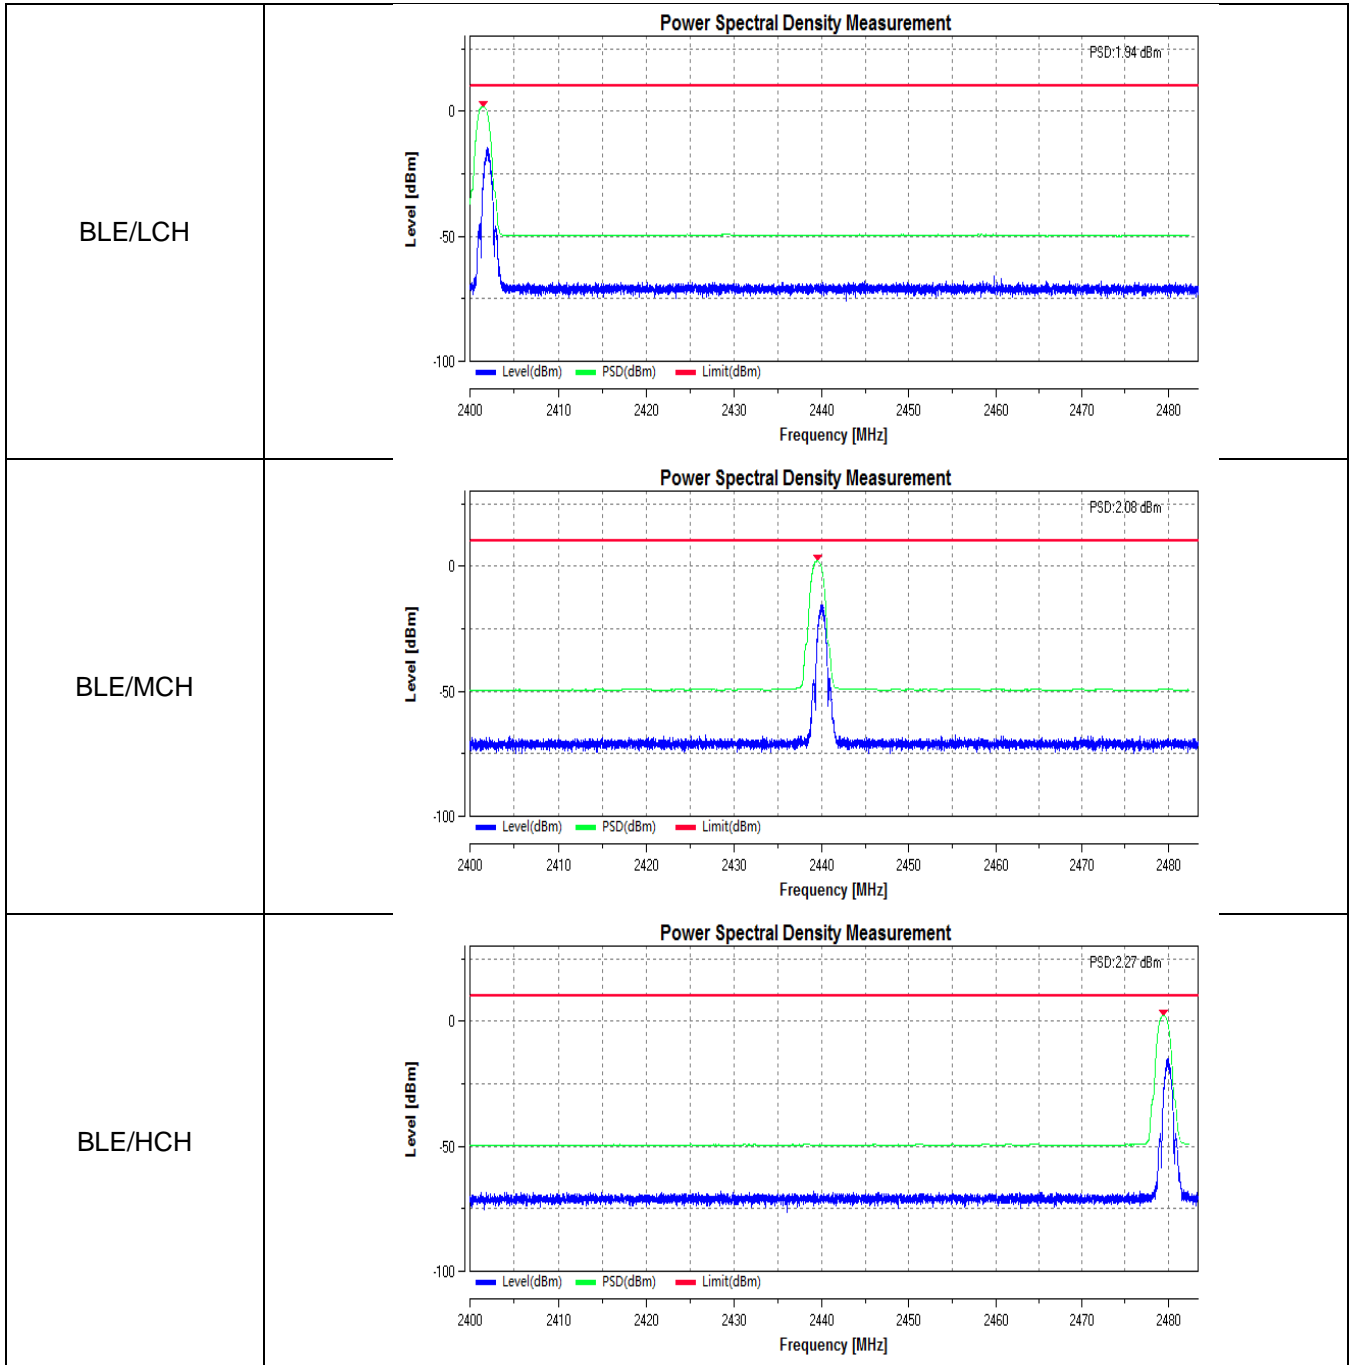 BLE/LCH
Power Spectral Density Measurement
PSD:1.94 dBm
Level [dBm]
0
-50
-100
Level(dBm) PSD(dBm) Limit(dBm)
2400 2410 2420 2430 2440 2450 2460 2470 2480
Frequency [MHz]
BLE/MCH
Power Spectral Density Measurement
PSD:2.08 dBm
Level [dBm]
0
-50
-100
Level(dBm) PSD(dBm) Limit(dBm)
2400 2410 2420 2430 2440 2450 2460 2470 2480
Frequency [MHz]
BLE/HCH
Power Spectral Density Measurement
PSD:2.27 dBm
Level [dBm]
0
-50
-100
Level(dBm) PSD(dBm) Limit(dBm)
2400 2410 2420 2430 2440 2450 2460 2470 2480
Frequency [MHz]